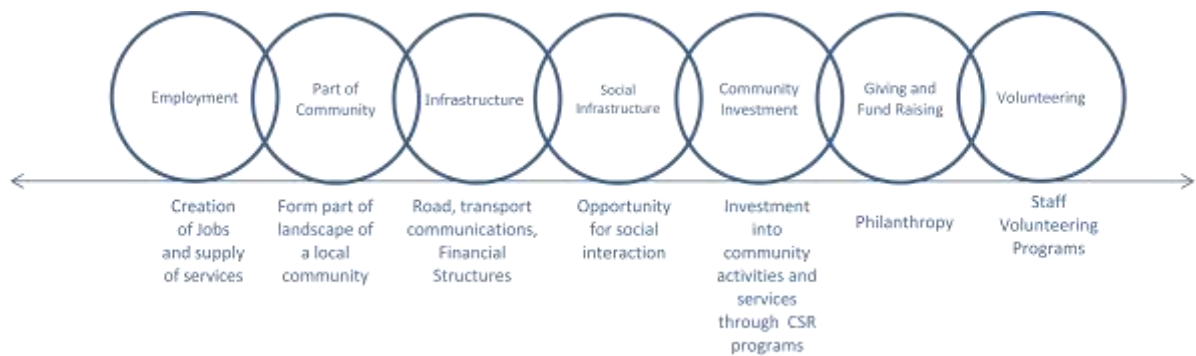 Employment
Part of
Community
Infrastructure
Social
Infrastructure
Community
Investment
Giving and
Fund Raising
Volunteering
Creation
of Jobs
and supply
of services
Form part of
landscape of
a local
community
Road, transport
communications,
Financial
Structures
Opportunity
for social
interaction
Investment
into
community
activities and
services
through CSR
programs
Philanthropy
Staff
Volunteering
Programs